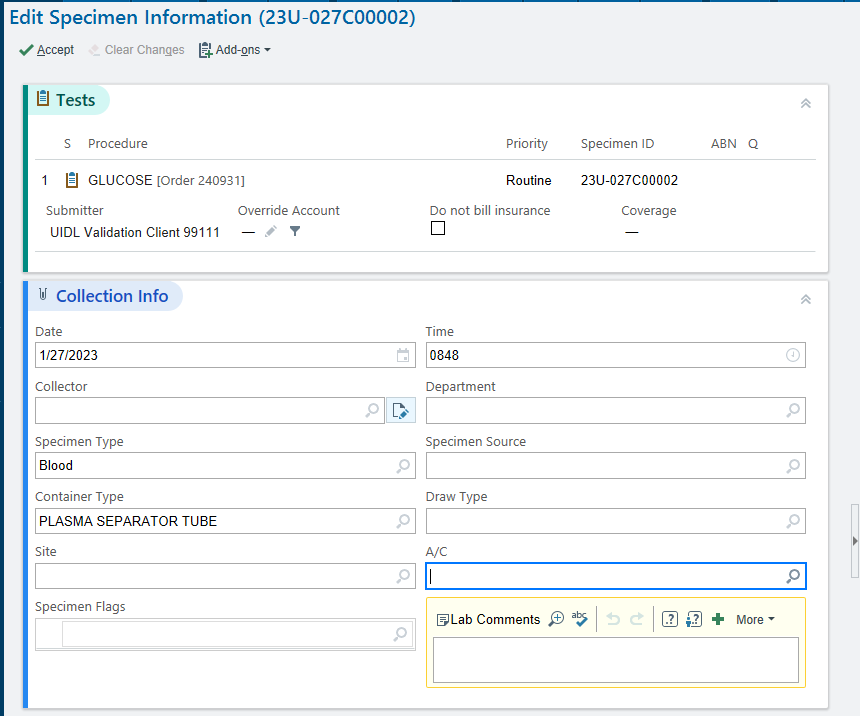 Edit Specimen Information (23U-027C00002)
Accept Clear Changes Add-ons
Tests
S Procedure Priority Specimen ID ABN Q
1 GLUCOSE [Order 240931] Routine 23U-027C00002
Submitter Override Account Do not bill insurance Coverage
UIDL Validation Client 99111 — —
Collection Info
Date Time
1/27/2023 0848
Collector Department
Specimen Type Specimen Source
Blood
Container Type Draw Type
PLASMA SEPARATOR TUBE
Site A/C
Specimen Flags
Lab Comments abc .? .? More